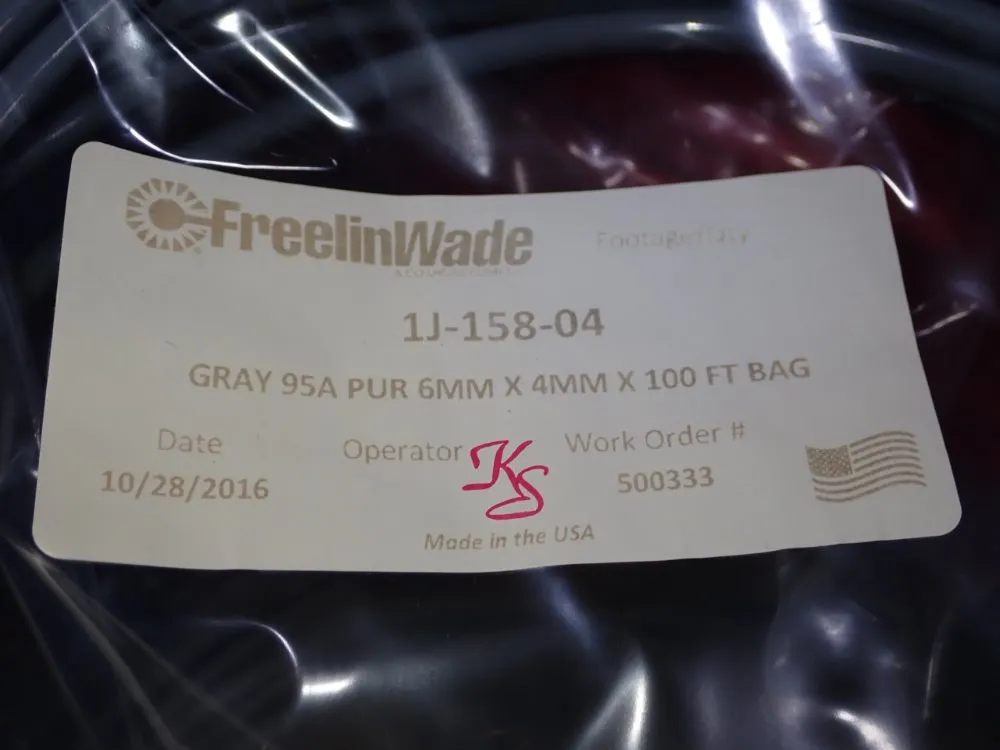 FreelinWade
1J-158-04
GRAY 95A PUR 6MM X 4MM X 100 FT BAG
Date
Operator KS
Work Order #
10/28/2016
500333
Made in the USA